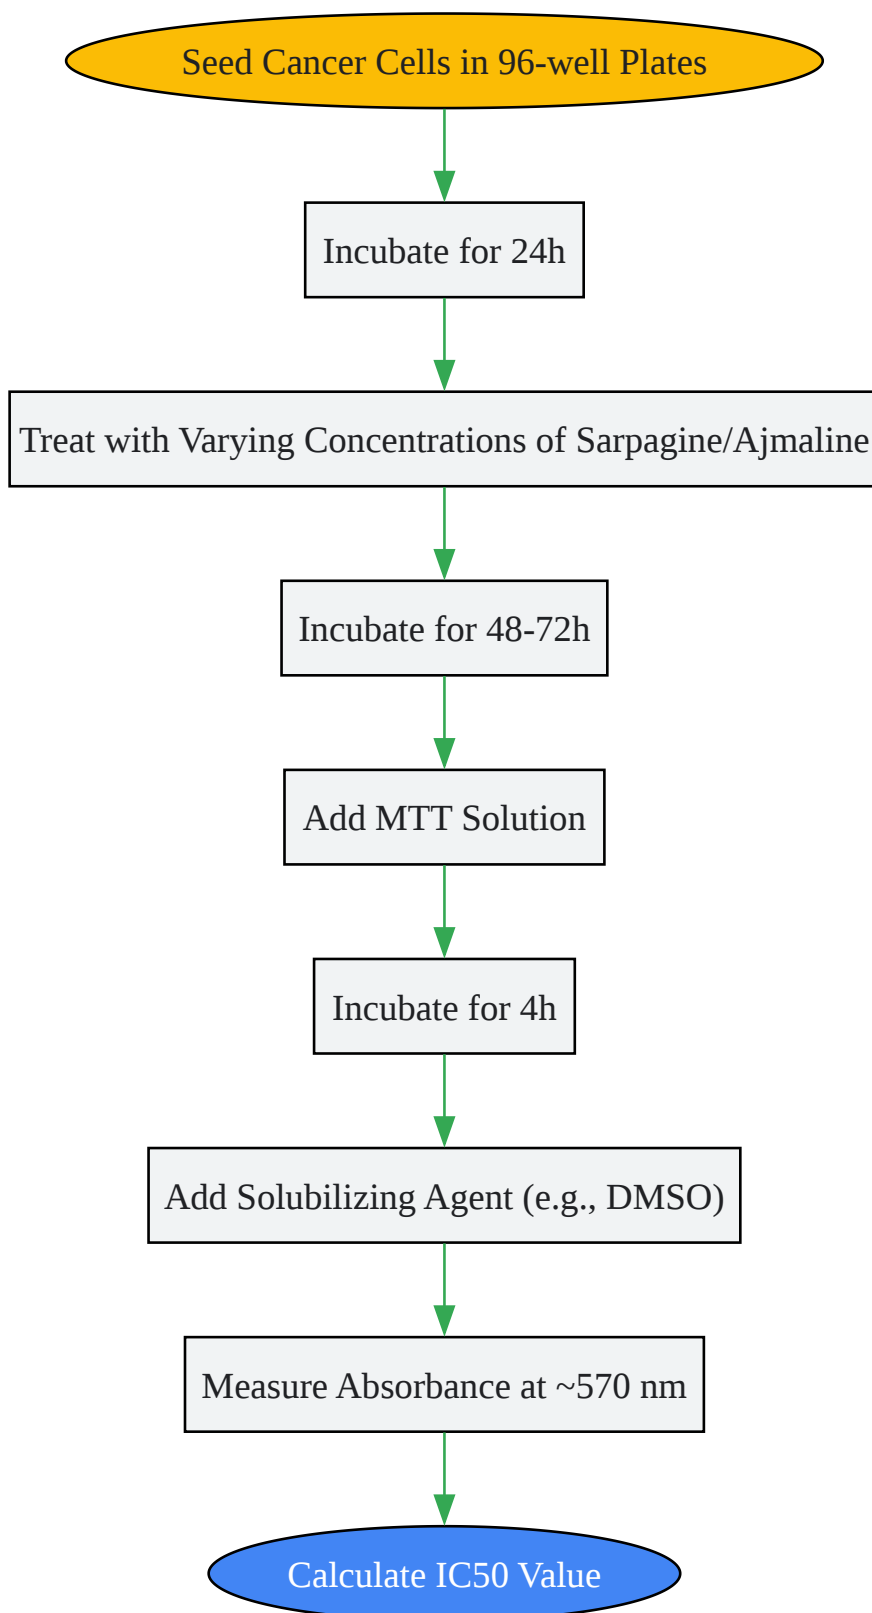 Seed Cancer Cells in 96-well Plates
Incubate for 24h
Treat with Varying Concentrations of Sarpagine/Ajmaline
Incubate for 48-72h
Add MTT Solution
Incubate for 4h
Add Solubilizing Agent (e.g., DMSO)
Measure Absorbance at ~570 nm
Calculate IC50 Value